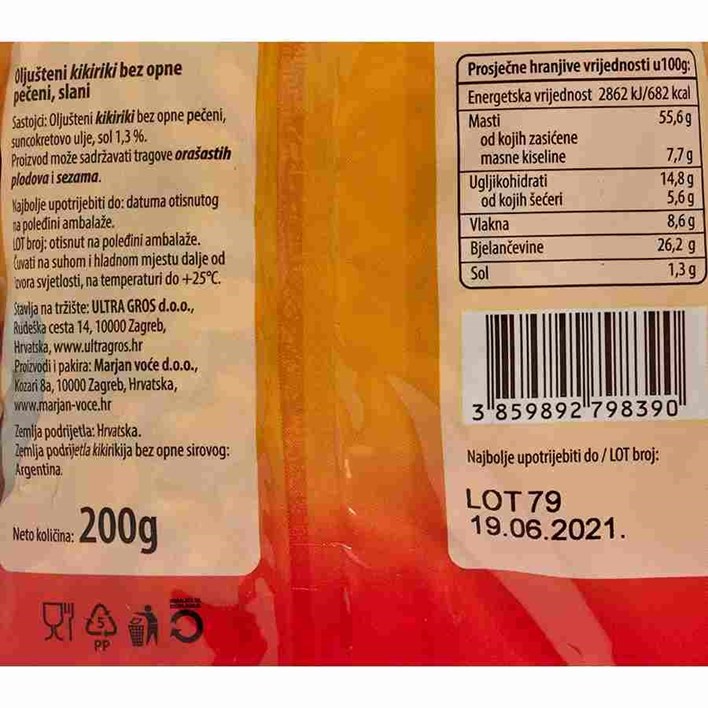 Oljušteni kikiriki bez opne
pečeni, slani
Sastojci: Oljušteni kikiriki bez opne pečeni,
suncokretovo ulje, sol 1,3 %.
Proizvod može sadržavati tragove orašastih
plodova i sezama.
Najbolje upotrijebiti do: datuma otisnutog
na poleđini ambalaže.
LOT broj: otisnut na poleđini ambalaže.
Čuvati na suhom i hladnom mjestu dalje od
izvora svjetlosti, na temperaturi do +25°C.
Stavlja na tržište: ULTRA GROS d.o.o.,
Rudeška cesta 14, 10000 Zagreb,
Hrvatska, www.ultragros.hr
Proizvodi i pakira: Marjan voće d.o.o.,
Kozari 8a, 10000 Zagreb, Hrvatska,
www.marjan-voce.hr
Zemlja podrijetla: Hrvatska.
Zemlja podrijetla kikirikija bez opne sirovog:
Argentina.
Neto količina: 200g
5
PP
Prosječne hranjive vrijednosti u100g:
Energetska vrijednost 2862 kJ/682 kcal
Masti 55,6 g
od kojih zasićene
masne kiseline 7,7 g
Ugljikohidrati 14,8 g
od kojih šećeri 5,6 g
Vlakna 8,6 g
Bjelančevine 26,2 g
Sol 1,3 g
3 859892 798390
Najbolje upotrijebiti do / LOT broj:
LOT 79
19.06.2021.